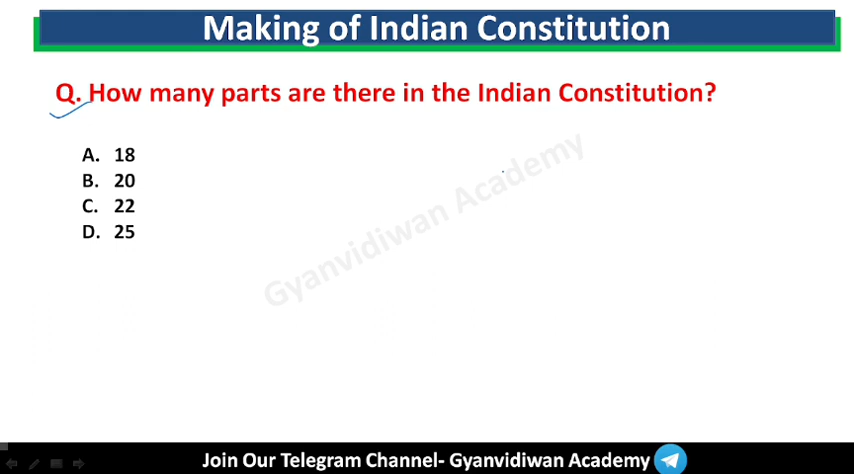 Making of Indian Constitution
Q. How many parts are there in the Indian Constitution?
A. 18
B. 20
C. 22
D. 25
Gyanvidiwan Academy
Join Our Telegram Channel- Gyanvidiwan Academy